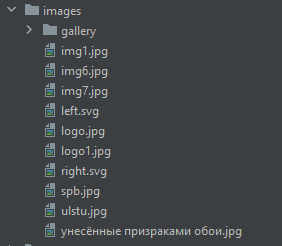 images
gallery
img1.jpg
img6.jpg
img7.jpg
left.svg
logo.jpg
logo1.jpg
right.svg
spb.jpg
ulstu.jpg
унесённые призраками обои.jpg